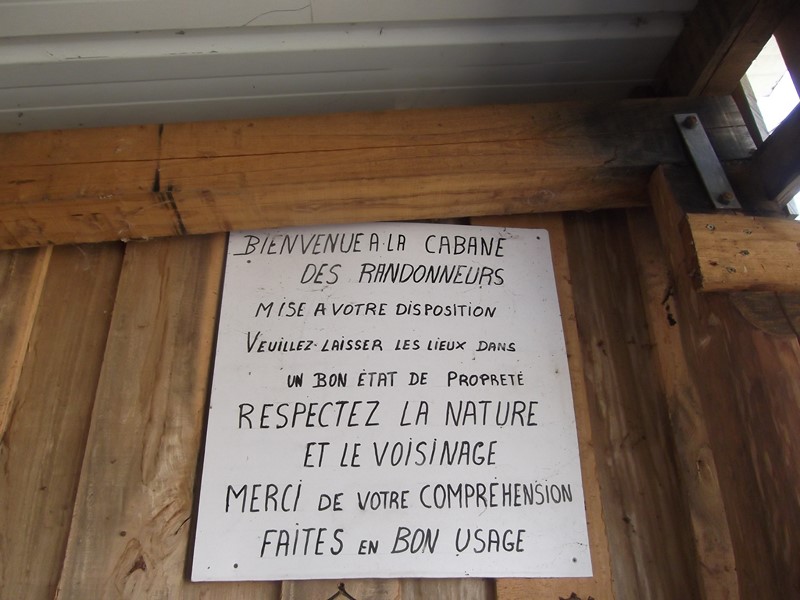 BIENVENUE A.LA CABANE
DES RANDONNEURS
MISE A VOTRE DISPOSITION
VEUILLEZ.LAISSER LES LIEUX DANS
UN BON ÉTAT DE PROPRETÉ
RESPECTEZ LA NATURE
ET LE VOISINAGE
MERCI DE VOTRE COMPRÉHENSION
FAITES EN BON USAGE